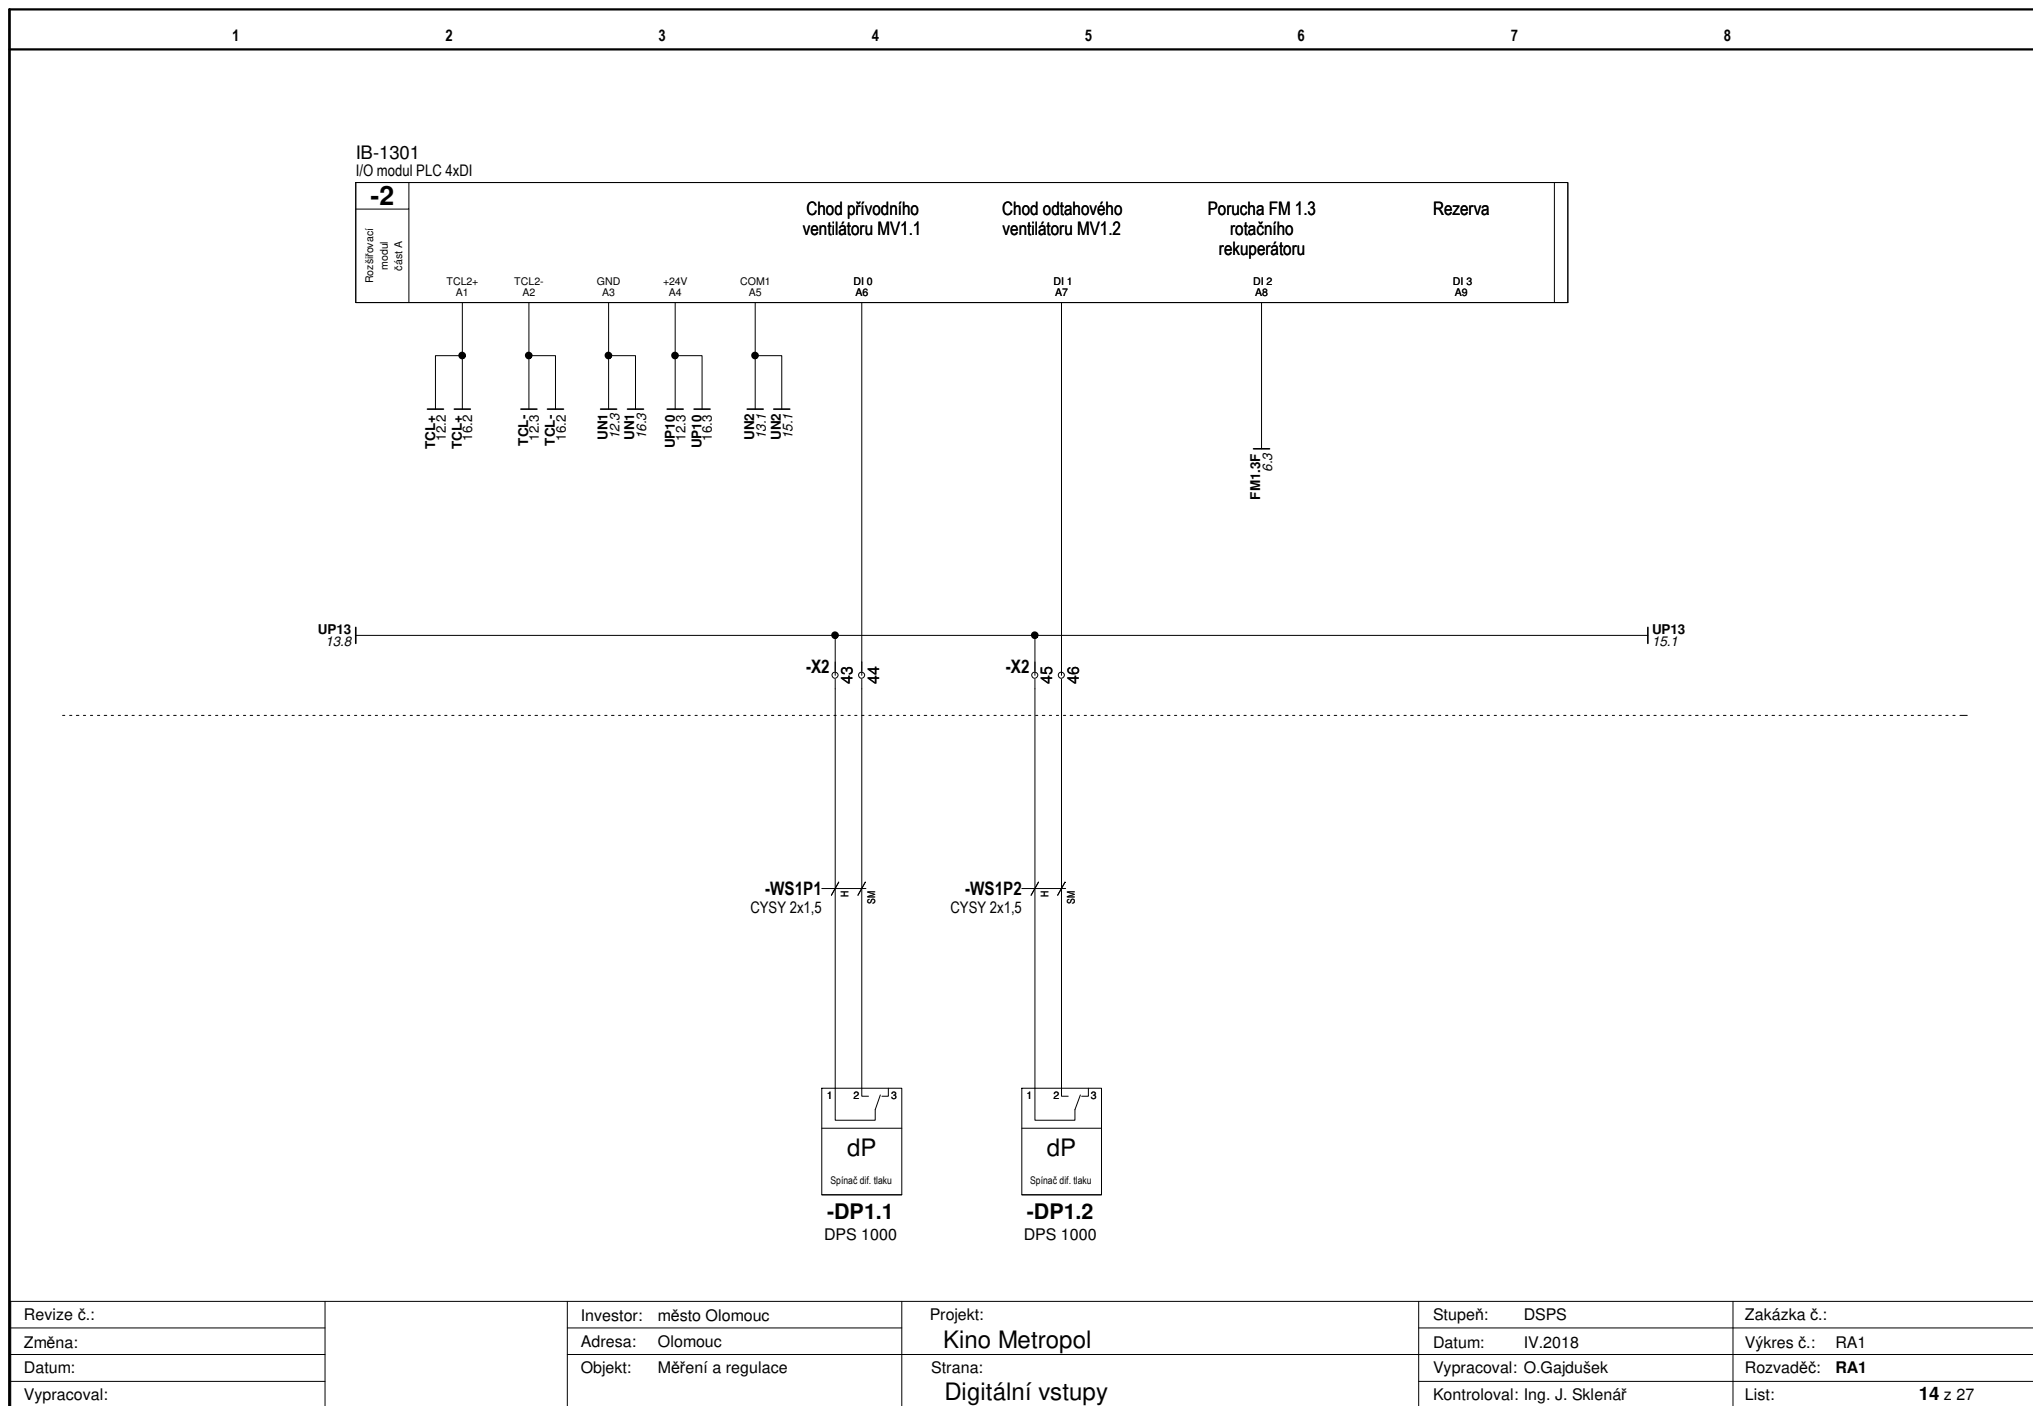 1 2 3 4 5 6 7 8
IB-1301
I/O modul PLC 4xDI
-2
Rozšiřovací
modul
část A
Chod přívodního
ventilátoru MV1.1
Chod odtahového
ventilátoru MV1.2
Porucha FM 1.3
rotačního
rekuperátoru
Rezerva
TCL2+ TCL2- GND +24V COM1 DI 0 DI 1 DI 2 DI 3
A1 A2 A3 A4 A5 A6 A7 A8 A9
TCL+
12.2
TCL+
16.2
TCL-
12.3
TCL-
16.2
UN1
12.3
UN1
16.3
UP10
12.3
UP10
16.3
UN2
13.1
UN2
15.1
FM1.3F
6.3
UP13
13.8
UP13
15.1
-X2 43 44
-X2 45 46
-WS1P1 H SM
CYSY 2x1,5
-WS1P2 H SM
CYSY 2x1,5
1 2 3
dP
Spínač dif. tlaku
-DP1.1
DPS 1000
1 2 3
dP
Spínač dif. tlaku
-DP1.2
DPS 1000
Revize č.:
Změna:
Datum:
Vypracoval:
Investor: město Olomouc
Adresa: Olomouc
Objekt: Měření a regulace
Projekt:
Kino Metropol
Strana:
Digitální vstupy
Stupeň: DSPS
Datum: IV.2018
Vypracoval: O.Gajdušek
Kontroloval: Ing. J. Sklenář
Zakázka č.:
Výkres č.: RA1
Rozvaděč: RA1
List: 14 z 27